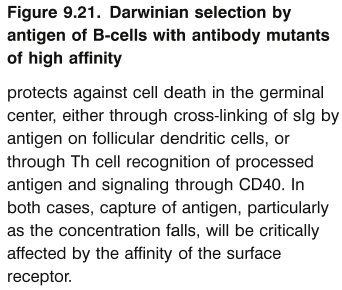 Figure 9.21. Darwinian selection by
antigen of B-cells with antibody mutants
of high affinity
protects against cell death in the germinal
center, either through cross-linking of sIg by
antigen on follicular dendritic cells, or
through Th cell recognition of processed
antigen and signaling through CD40. In
both cases, capture of antigen, particularly
as the concentration falls, will be critically
affected by the affinity of the surface
receptor.